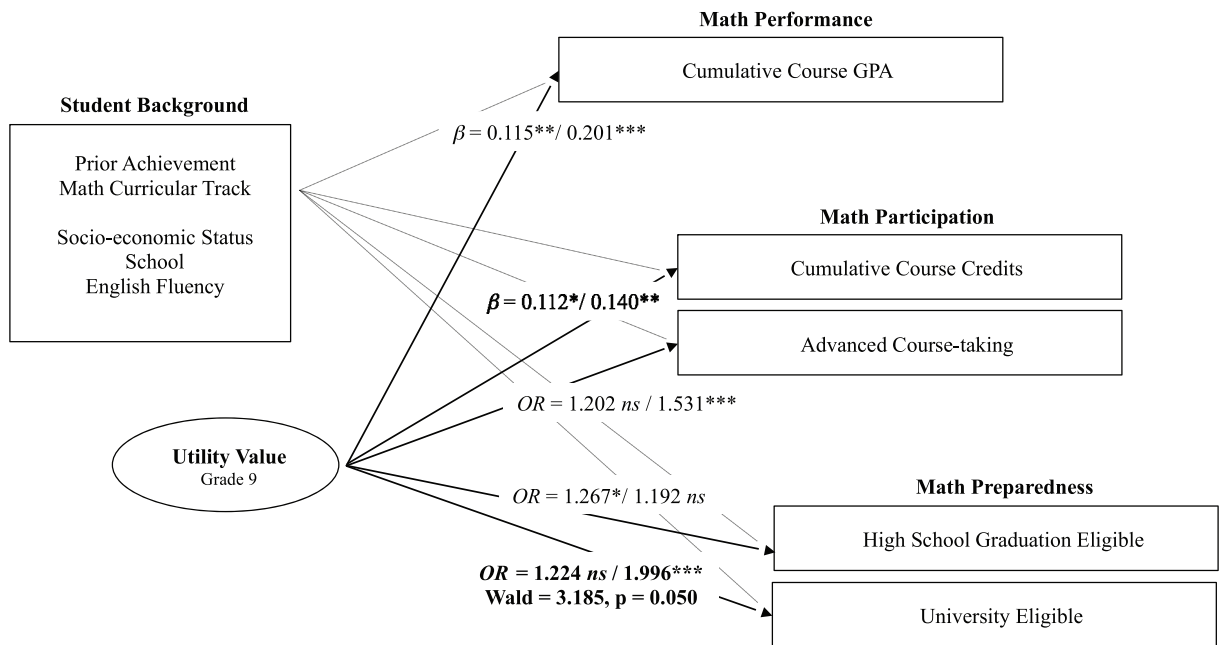 Math Performance
Cumulative Course GPA
Student Background
β = 0.115**/ 0.201***
Prior Achievement
Math Curricular Track
Socio-economic Status
School
English Fluency
Math Participation
Cumulative Course Credits
β = 0.112*/ 0.140**
Advanced Course-taking
OR = 1.202 ns / 1.531***
Utility Value
Grade 9
Math Preparedness
OR = 1.267*/ 1.192 ns
High School Graduation Eligible
OR = 1.224 ns / 1.996***
Wald = 3.185, p = 0.050
University Eligible